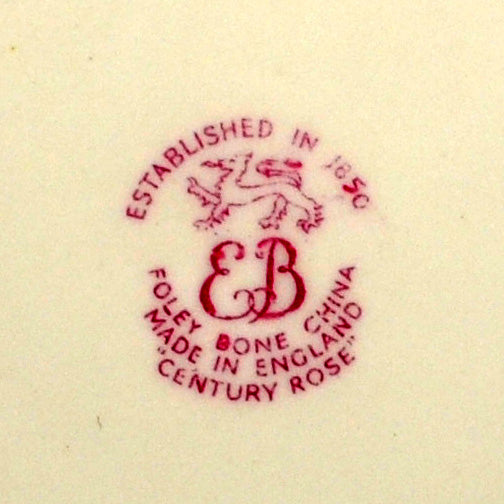 ESTABLISHED IN 1850
EB
FOLEY BONE CHINA
MADE IN ENGLAND
"CENTURY ROSE"